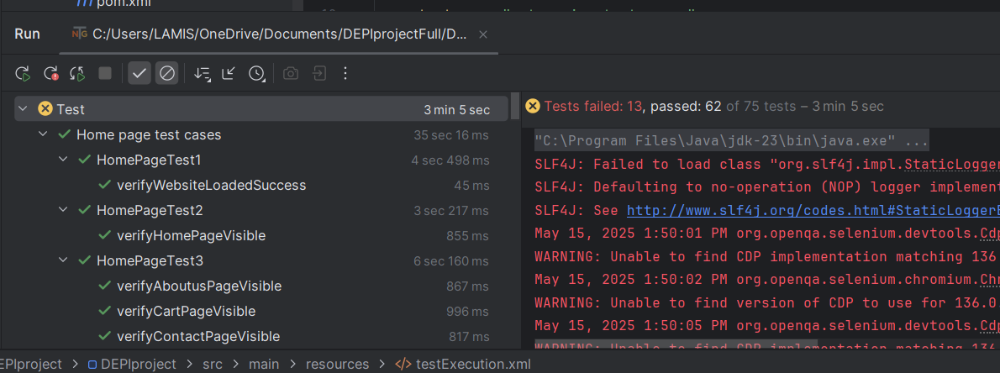 pom.xml
Run
C:/Users/LAMIS/OneDrive/Documents/DEPIprojectFull/D...
Test 3 min 5 sec
Home page test cases 35 sec 16 ms
HomePageTest1 4 sec 498 ms
verifyWebsiteLoadedSuccess 45 ms
HomePageTest2 3 sec 217 ms
verifyHomePageVisible 855 ms
HomePageTest3 6 sec 160 ms
verifyAboutusPageVisible 867 ms
verifyCartPageVisible 996 ms
verifyContactPageVisible 817 ms
Tests failed: 13, passed: 62 of 75 tests – 3 min 5 sec
"C:\Program Files\Java\jdk-23\bin\java.exe" ...
SLF4J: Failed to load class "org.slf4j.impl.StaticLogger
SLF4J: Defaulting to no-operation (NOP) logger implement
SLF4J: See http://www.slf4j.org/codes.html#StaticLogger
May 15, 2025 1:50:01 PM org.openqa.selenium.devtools.Cdp
WARNING: Unable to find CDP implementation matching 136
May 15, 2025 1:50:02 PM org.openqa.selenium.chromium.Chr
WARNING: Unable to find version of CDP to use for 136.0.
May 15, 2025 1:50:05 PM org.openqa.selenium.devtools.Cdp
WARNING: Unable to find CDP implementation matching 136
EPIproject > DEPIproject > src > main > resources > testExecution.xml